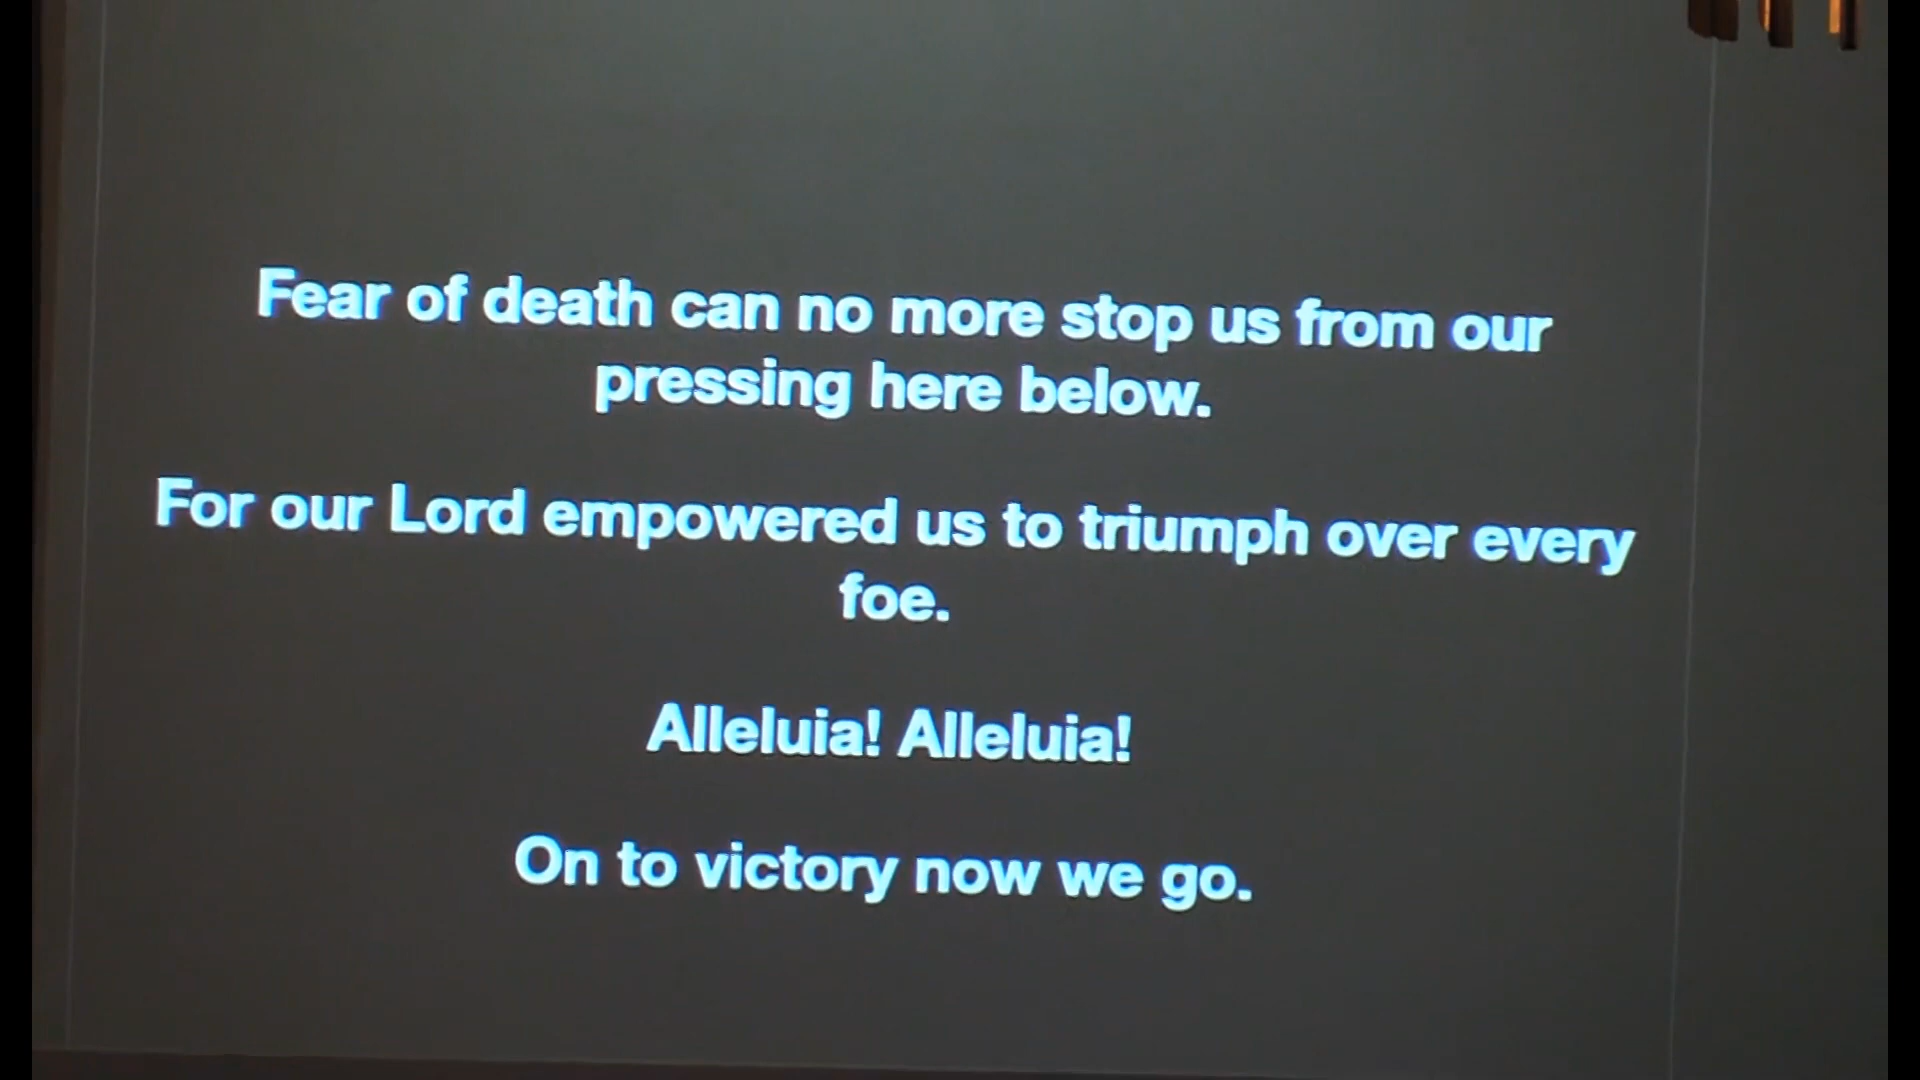 Fear of death can no more stop us from our
pressing here below.
For our Lord empowered us to triumph over every
foe.
Alleluia! Alleluia!
On to victory now we go.